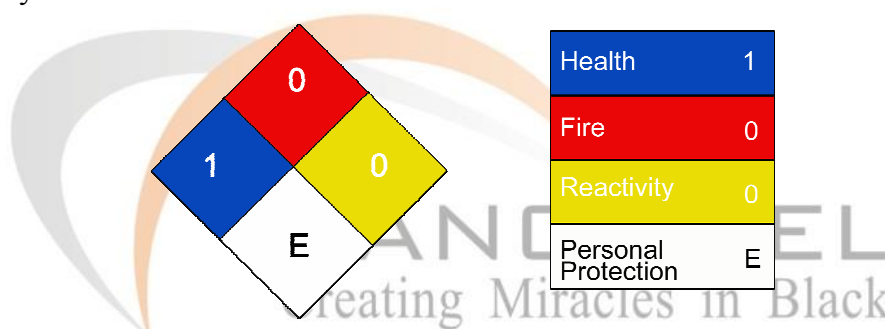 0
1
0
E
Health 1
Fire 0
Reactivity 0
Personal
Protection E
Creating Miracles in Black